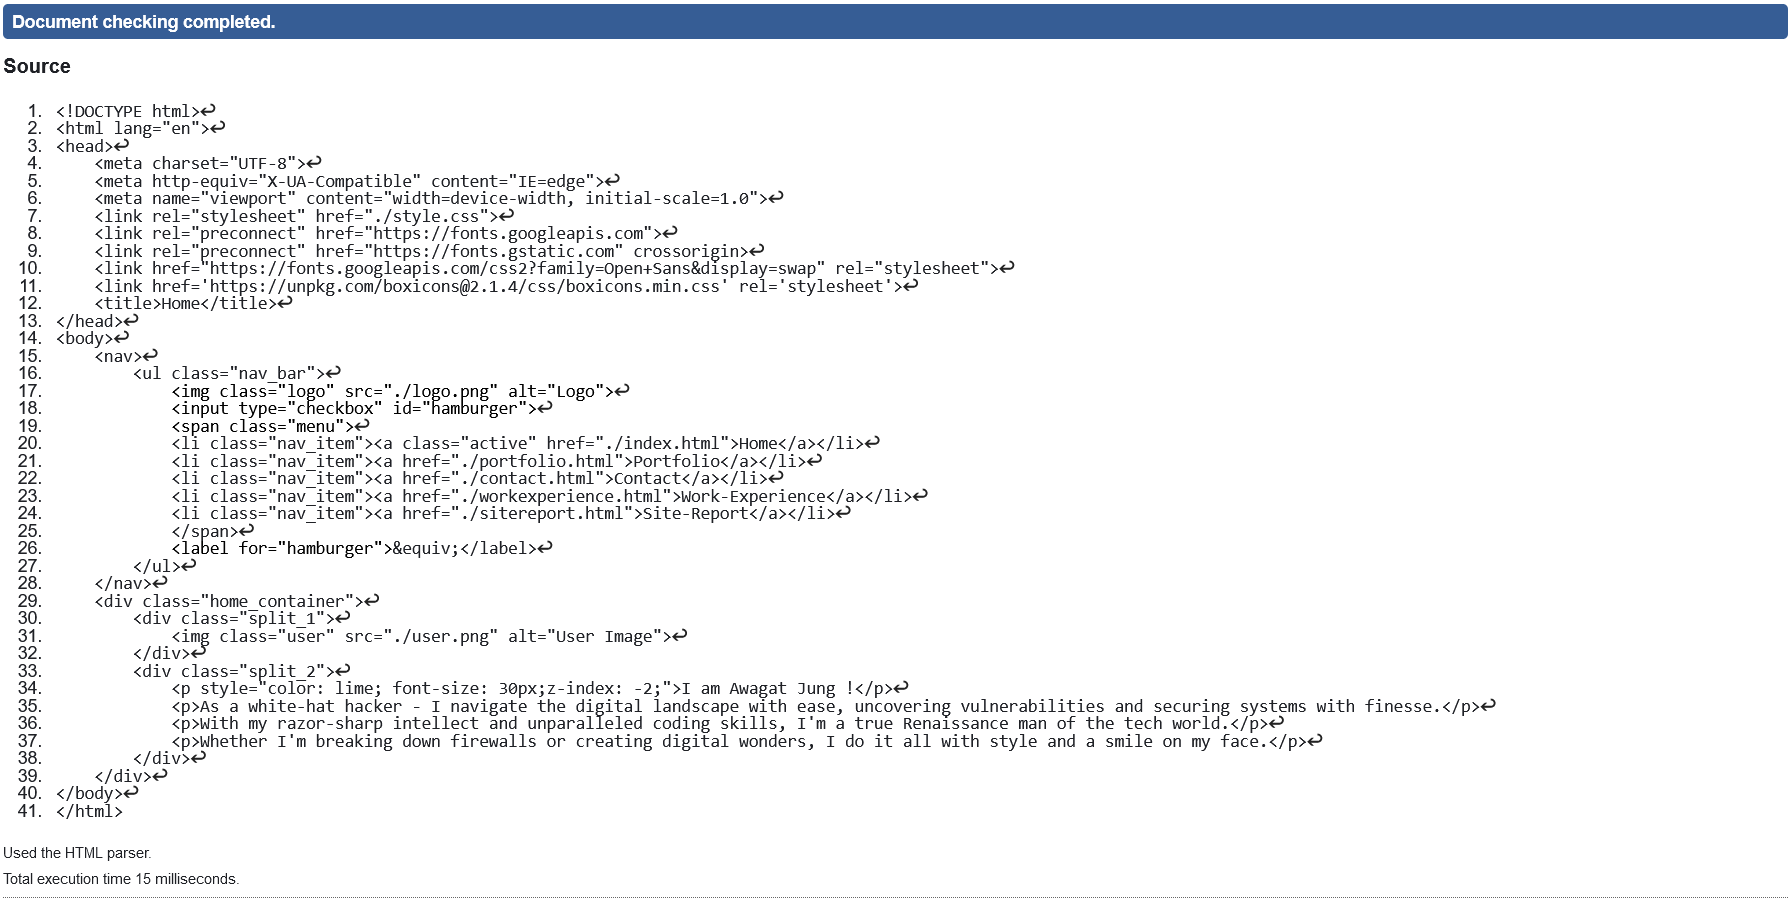 Document checking completed.
Source
1. <!DOCTYPE html>↩
2. <html lang="en">↩
3. <head>↩
4.     <meta charset="UTF-8">↩
5.     <meta http-equiv="X-UA-Compatible" content="IE=edge">↩
6.     <meta name="viewport" content="width=device-width, initial-scale=1.0">↩
7.     <link rel="stylesheet" href="./style.css">↩
8.     <link rel="preconnect" href="https://fonts.googleapis.com">↩
9.     <link rel="preconnect" href="https://fonts.gstatic.com" crossorigin>↩
10.     <link href="https://fonts.googleapis.com/css2?family=Open+Sans&display=swap" rel="stylesheet">↩
11.     <link href='https://unpkg.com/boxicons@2.1.4/css/boxicons.min.css' rel='stylesheet'>↩
12.     <title>Home</title>↩
13. </head>↩
14. <body>↩
15.     <nav>↩
16.         <ul class="nav_bar">↩
17.             <img class="logo" src="./logo.png" alt="Logo">↩
18.             <input type="checkbox" id="hamburger">↩
19.             <span class="menu">↩
20.             <li class="nav_item"><a class="active" href="./index.html">Home</a></li>↩
21.             <li class="nav_item"><a href="./portfolio.html">Portfolio</a></li>↩
22.             <li class="nav_item"><a href="./contact.html">Contact</a></li>↩
23.             <li class="nav_item"><a href="./workexperience.html">Work-Experience</a></li>↩
24.             <li class="nav_item"><a href="./sitereport.html">Site-Report</a></li>↩
25.             </span>↩
26.             <label for="hamburger">&equiv;</label>↩
27.         </ul>↩
28.     </nav>↩
29.     <div class="home_container">↩
30.         <div class="split_1">↩
31.             <img class="user" src="./user.png" alt="User Image">↩
32.         </div>↩
33.         <div class="split_2">↩
34.             <p style="color: lime; font-size: 30px;z-index: -2;">I am Awagat Jung !</p>↩
35.             <p>As a white-hat hacker - I navigate the digital landscape with ease, uncovering vulnerabilities and securing systems with finesse.</p>↩
36.             <p>With my razor-sharp intellect and unparalleled coding skills, I'm a true Renaissance man of the tech world.</p>↩
37.             <p>Whether I'm breaking down firewalls or creating digital wonders, I do it all with style and a smile on my face.</p>↩
38.         </div>↩
39.     </div>↩
40. </body>↩
41. </html>
Used the HTML parser.
Total execution time 15 milliseconds.